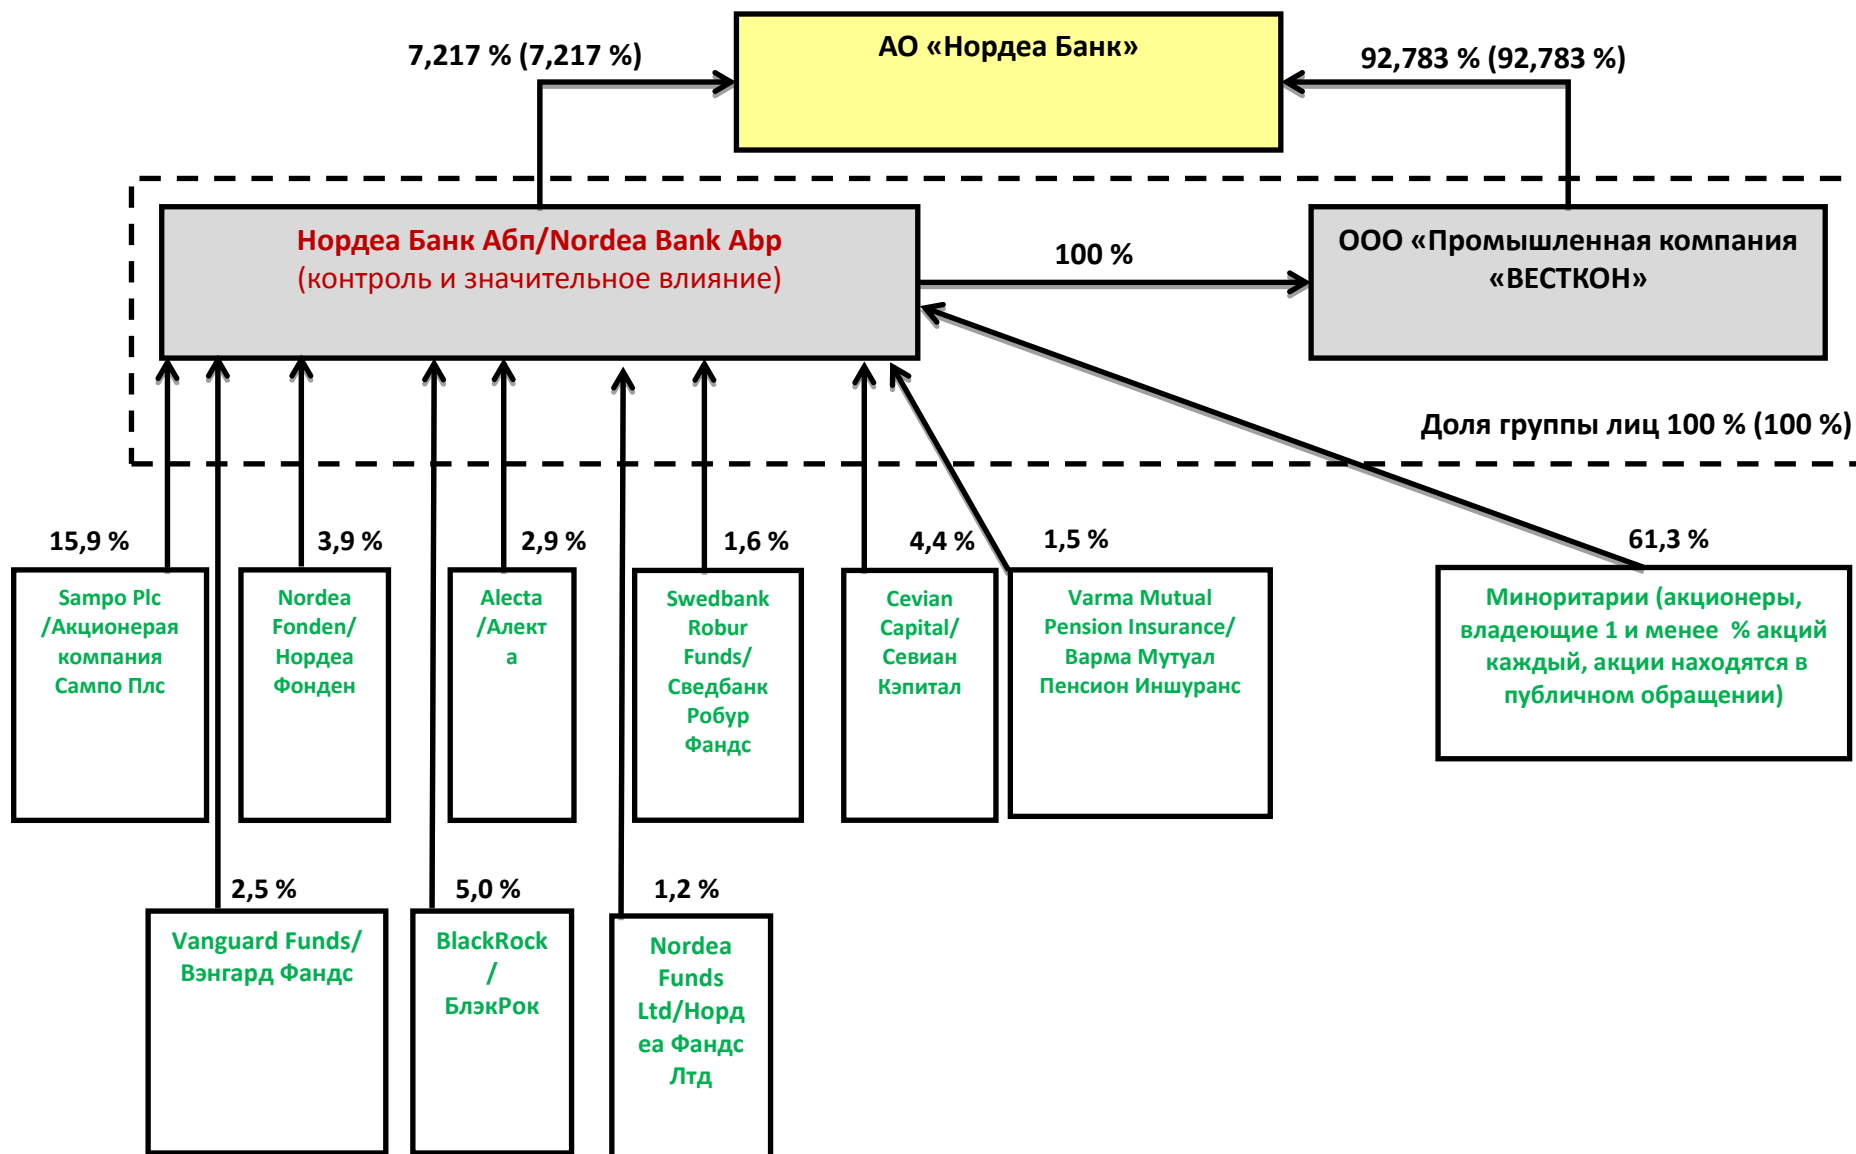 АО «Нордеа Банк»
7,217 % (7,217 %)
92,783 % (92,783 %)
Нордеа Банк Абп/Nordea Bank Abp
(контроль и значительное влияние)
100 %
ООО «Промышленная компания
«ВЕСТКОН»
Доля группы лиц 100 % (100 %)
15,9 %
3,9 %
2,9 %
1,6 %
4,4 %
1,5 %
61,3 %
Sampo Plc
/Акционерая
компания
Сампо Плс
Nordea
Fonden/
Нордеа
Фонден
Alecta
/Алект
а
Swedbank
Robur
Funds/
Сведбанк
Робур
Фандс
Cevian
Capital/
Севиан
Кэпитал
Varma Mutual
Pension Insurance/
Варма Мутуал
Пенсион Иншуранс
Миноритарии (акционеры,
владеющие 1 и менее % акций
каждый, акции находятся в
публичном обращении)
2,5 %
5,0 %
1,2 %
Vanguard Funds/
Вэнгард Фандс
BlackRock
/
БлэкРок
Nordea
Funds
Ltd/Норд
еа Фандс
Лтд